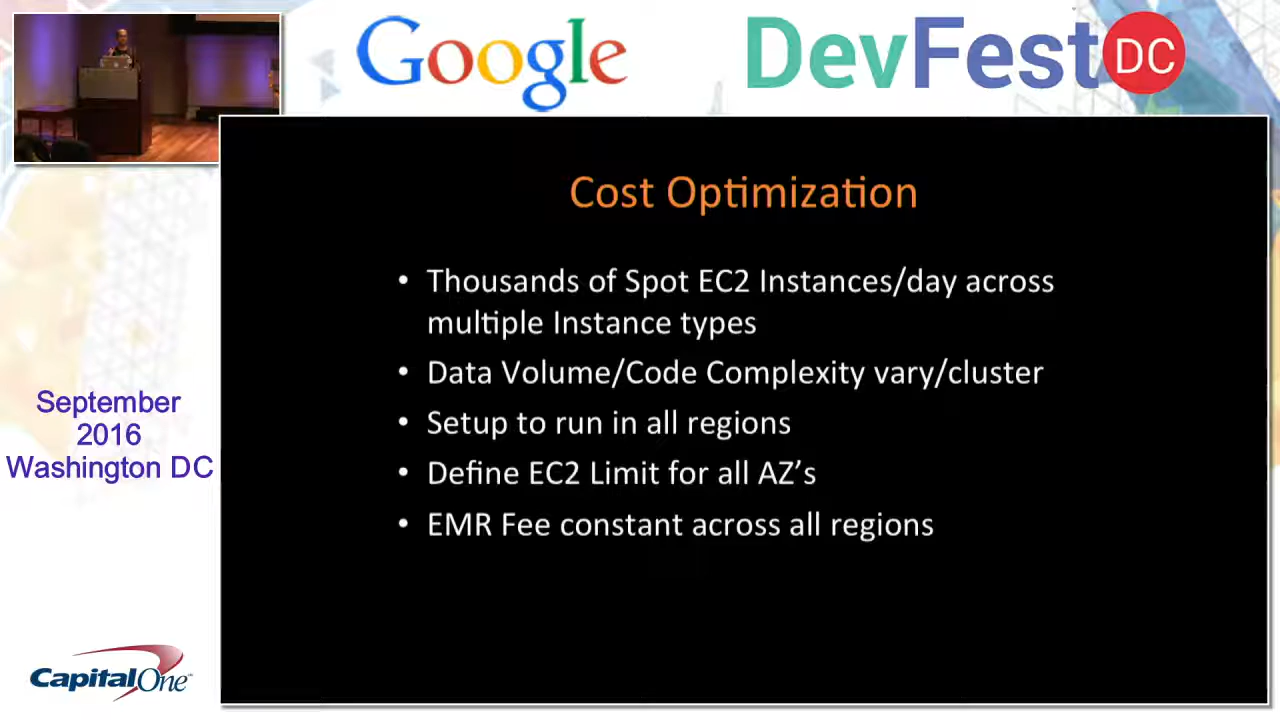 Google
DevFest DC
Cost Optimization
• Thousands of Spot EC2 Instances/day across
multiple Instance types
• Data Volume/Code Complexity vary/cluster
• Setup to run in all regions
• Define EC2 Limit for all AZ’s
• EMR Fee constant across all regions
September
2016
Washington DC
CapitalOne